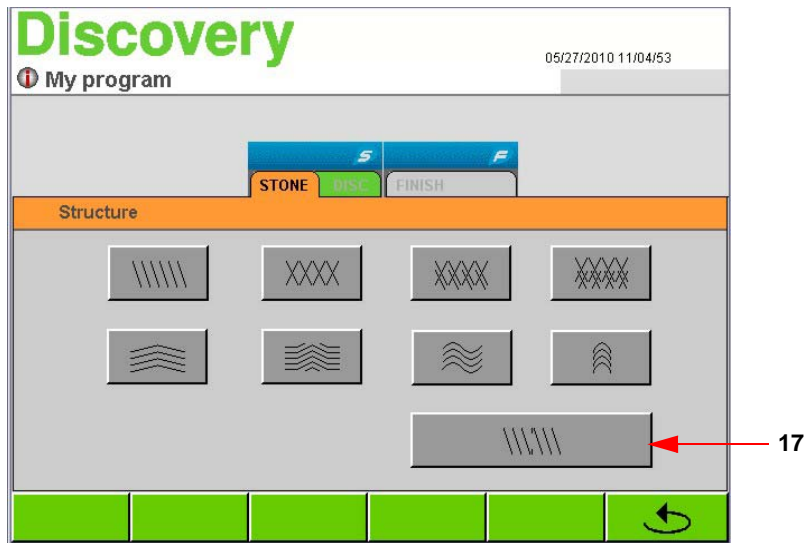 Discovery
05/27/2010 11/04/53
My program
S
F
STONE DISC FINISH
Structure
17